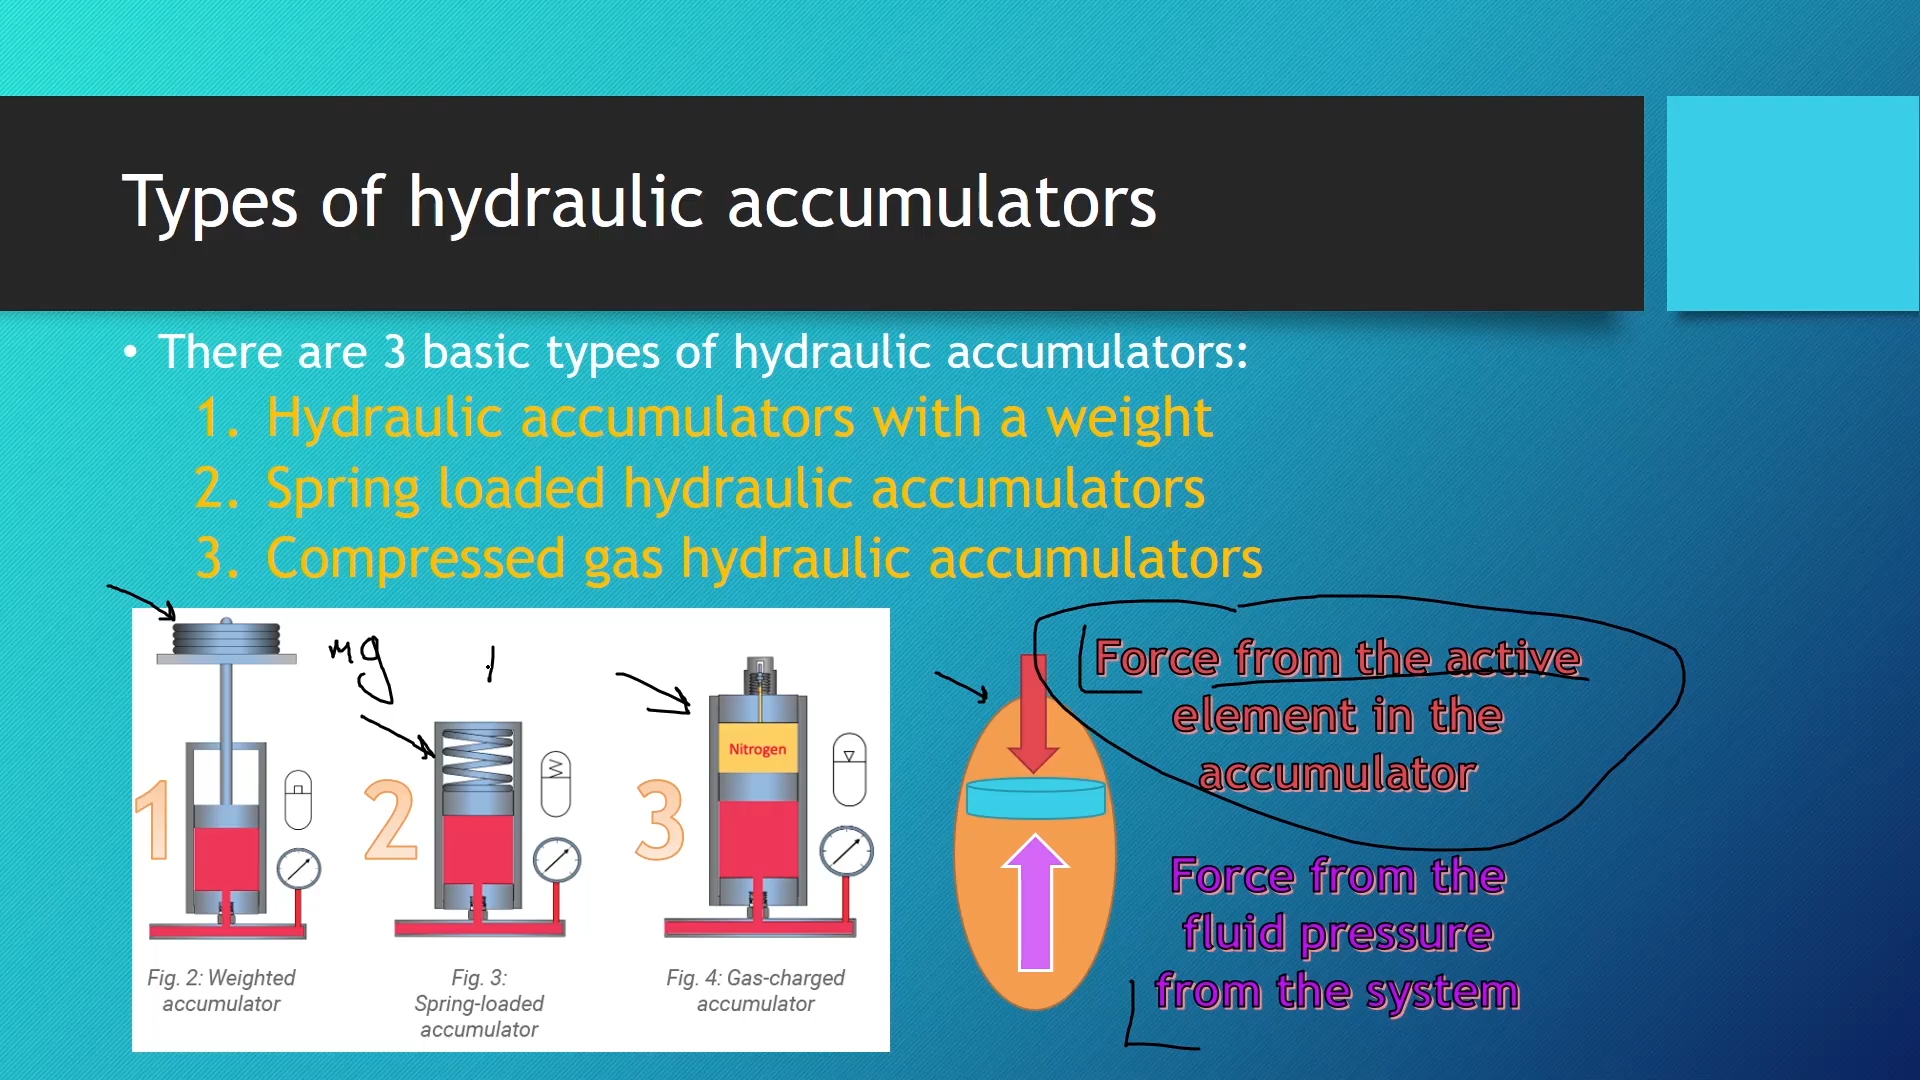 Types of hydraulic accumulators
• There are 3 basic types of hydraulic accumulators:
1. Hydraulic accumulators with a weight
2. Spring loaded hydraulic accumulators
3. Compressed gas hydraulic accumulators
mg
Nitrogen
1
2
3
Fig. 2: Weighted
accumulator
Fig. 3:
Spring-loaded
accumulator
Fig. 4: Gas-charged
accumulator
Force from the active
element in the
accumulator
Force from the
fluid pressure
from the system